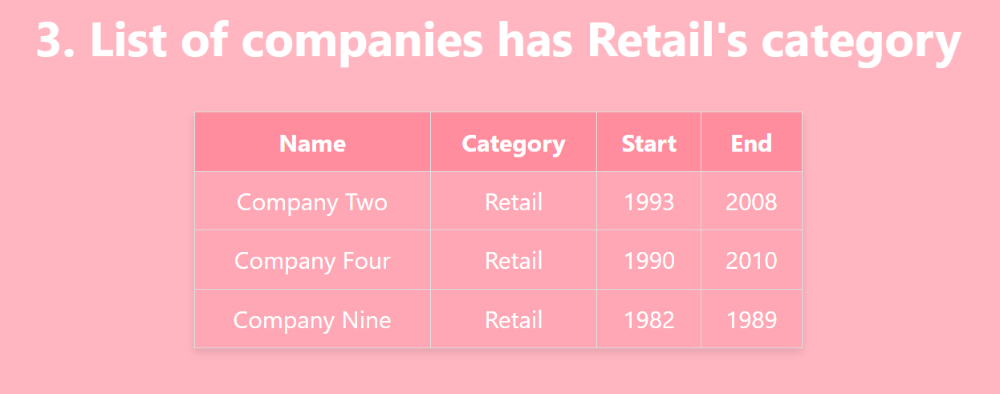 3. List of companies has Retail's category
Name Category Start End
Company Two Retail 1993 2008
Company Four Retail 1990 2010
Company Nine Retail 1982 1989